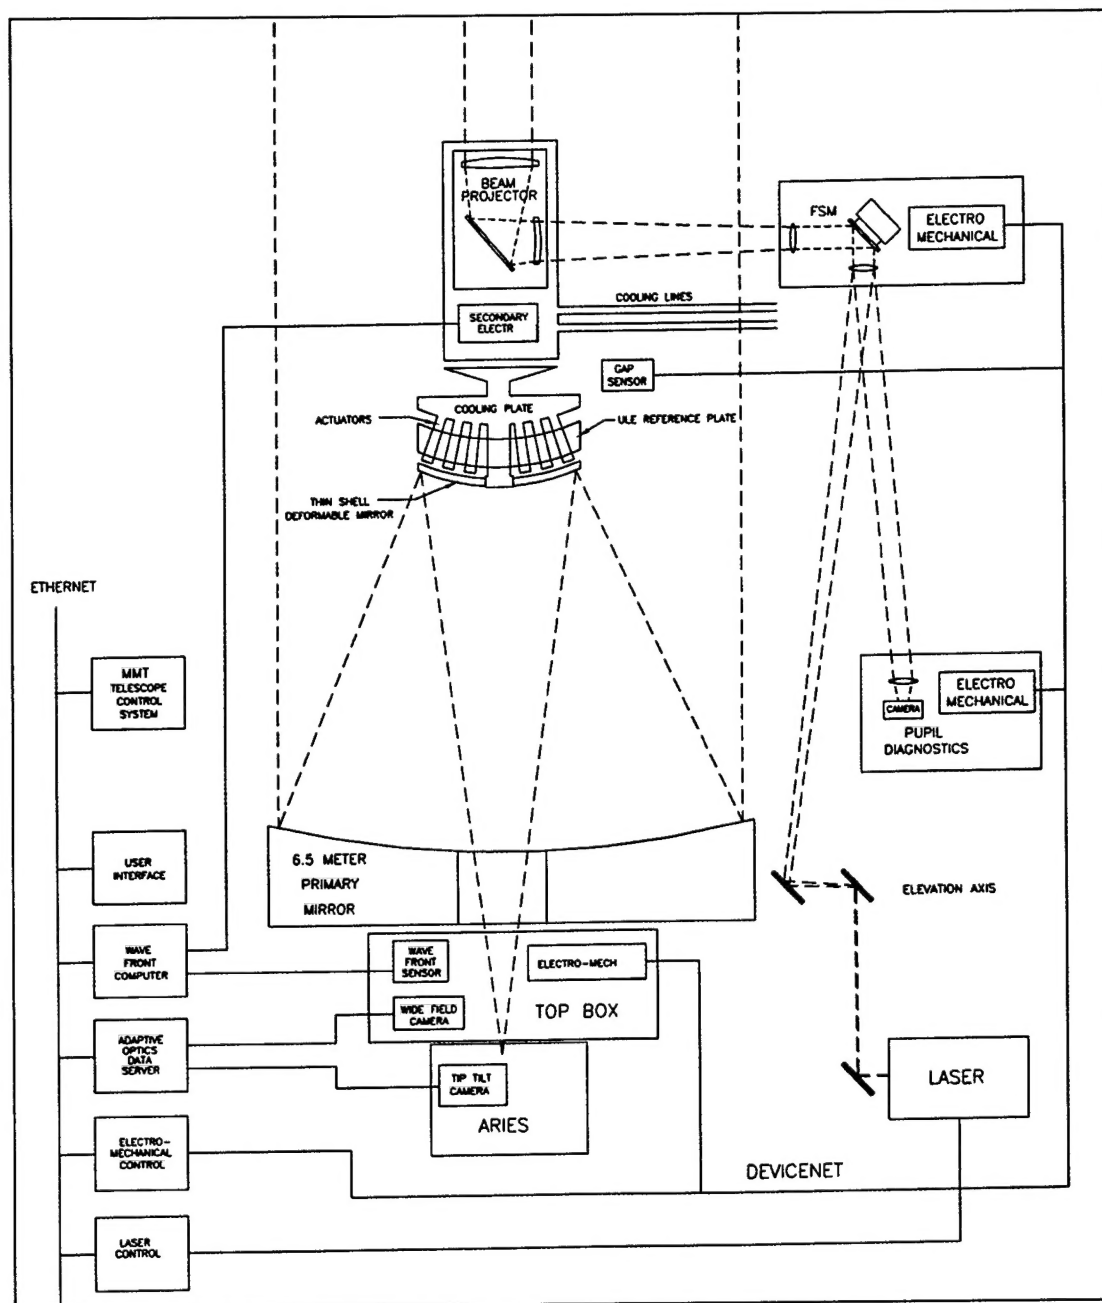 BEAM
PROJECTOR
FSM
ELECTRO
MECHANICAL
COOLING LINES
SECONDARY
ELECTR
GAP
SENSOR
COOLING PLATE
ACTUATORS
ULE REFERENCE PLATE
THIN SHELL
DEFORMABLE MIRROR
ETHERNET
MMT
TELESCOPE
CONTROL
SYSTEM
ELECTRO
MECHANICAL
CAMERA
PUPIL
DIAGNOSTICS
USER
INTERFACE
6.5 METER
PRIMARY
MIRROR
ELEVATION AXIS
WAVE
FRONT
COMPUTER
WAVE
FRONT
SENSOR
ELECTRO-MECH
WIDE FIELD
CAMERA
TOP BOX
ADAPTIVE
OPTICS
DATA
SERVER
TIP TILT
CAMERA
ARIES
LASER
ELECTRO-
MECHANICAL
CONTROL
DEVICENET
LASER
CONTROL